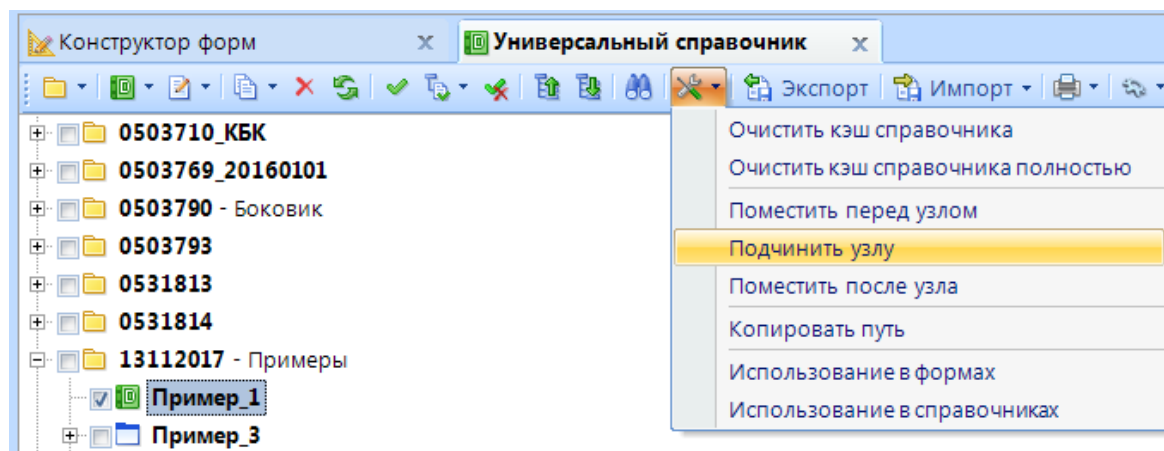 Конструктор форм x Универсальный справочник x
Экспорт Импорт
0503710_КБК
0503769_20160101
0503790 - Боковик
0503793
0531813
0531814
13112017 - Примеры
Пример_1
Пример_3
Очистить кэш справочника
Очистить кэш справочника полностью
Поместить перед узлом
Подчинить узлу
Поместить после узла
Копировать путь
Использование в формах
Использование в справочниках